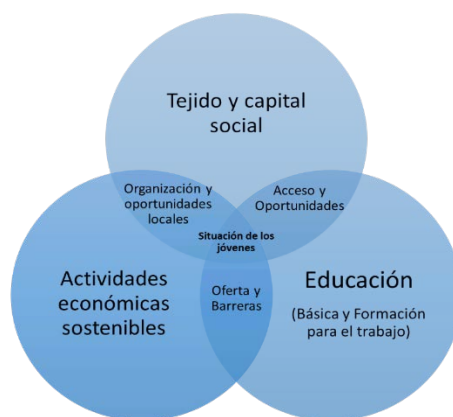 Tejido y capital
social
Organización y
oportunidades
locales
Acceso y
Oportunidades
Situación de los
jóvenes
Actividades
económicas
sostenibles
Oferta y
Barreras
Educación
(Básica y Formación
para el trabajo)